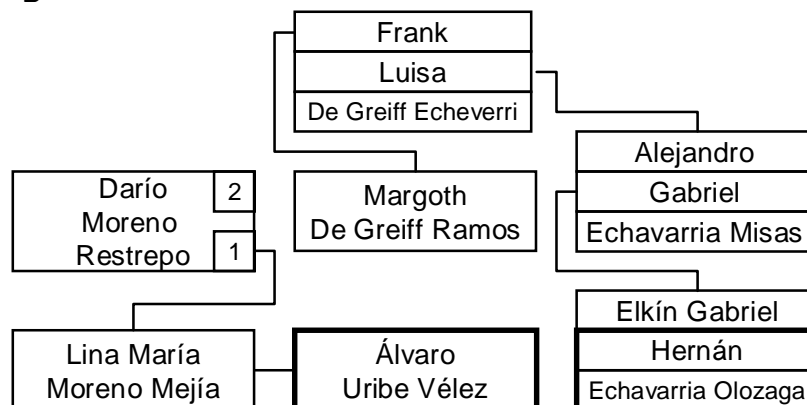 Frank
Luisa
De Greiff Echeverri
Alejandro
Gabriel
Echavarria Misas
Darío 2
Moreno
Restrepo 1
Margoth
De Greiff Ramos
Elkín Gabriel
Hernán
Echavarria Olozaga
Lina María
Moreno Mejía
Álvaro
Uribe Vélez